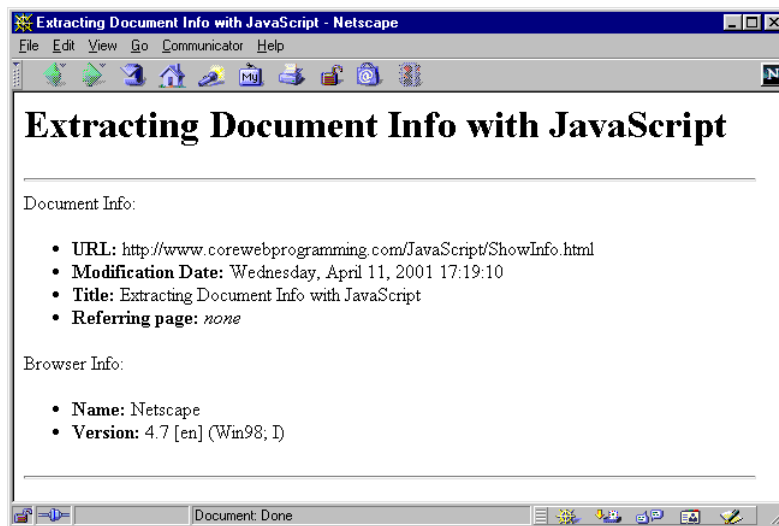 Extracting Document Info with JavaScript - Netscape
File Edit View Go Communicator Help
My
N
Extracting Document Info with JavaScript
Document Info:
URL: http://www.corewebprogramming.com/JavaScript/ShowInfo.html
Modification Date: Wednesday, April 11, 2001 17:19:10
Title: Extracting Document Info with JavaScript
Referring page: none
Browser Info:
Name: Netscape
Version: 4.7 [en] (Win98; I)
Document: Done